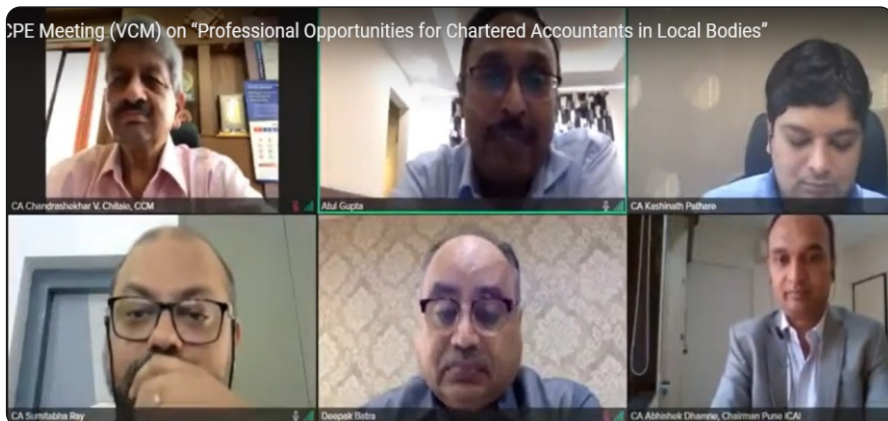 CPE Meeting (VCM) on “Professional Opportunities for Chartered Accountants in Local Bodies”
CA Chandrashekhar V. Chitale, CCM
Atul Gupta
CA Kashinath Pathare
CA Sumitabha Ray
Deepak Batra
CA Abhishek Dhamne, Chairman Pune ICAI